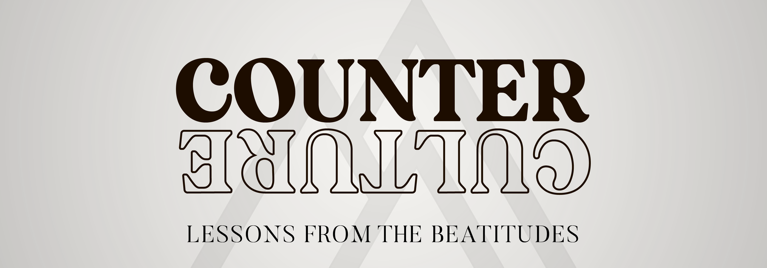 COUNTER
CULTURE
LESSONS FROM THE BEATITUDES